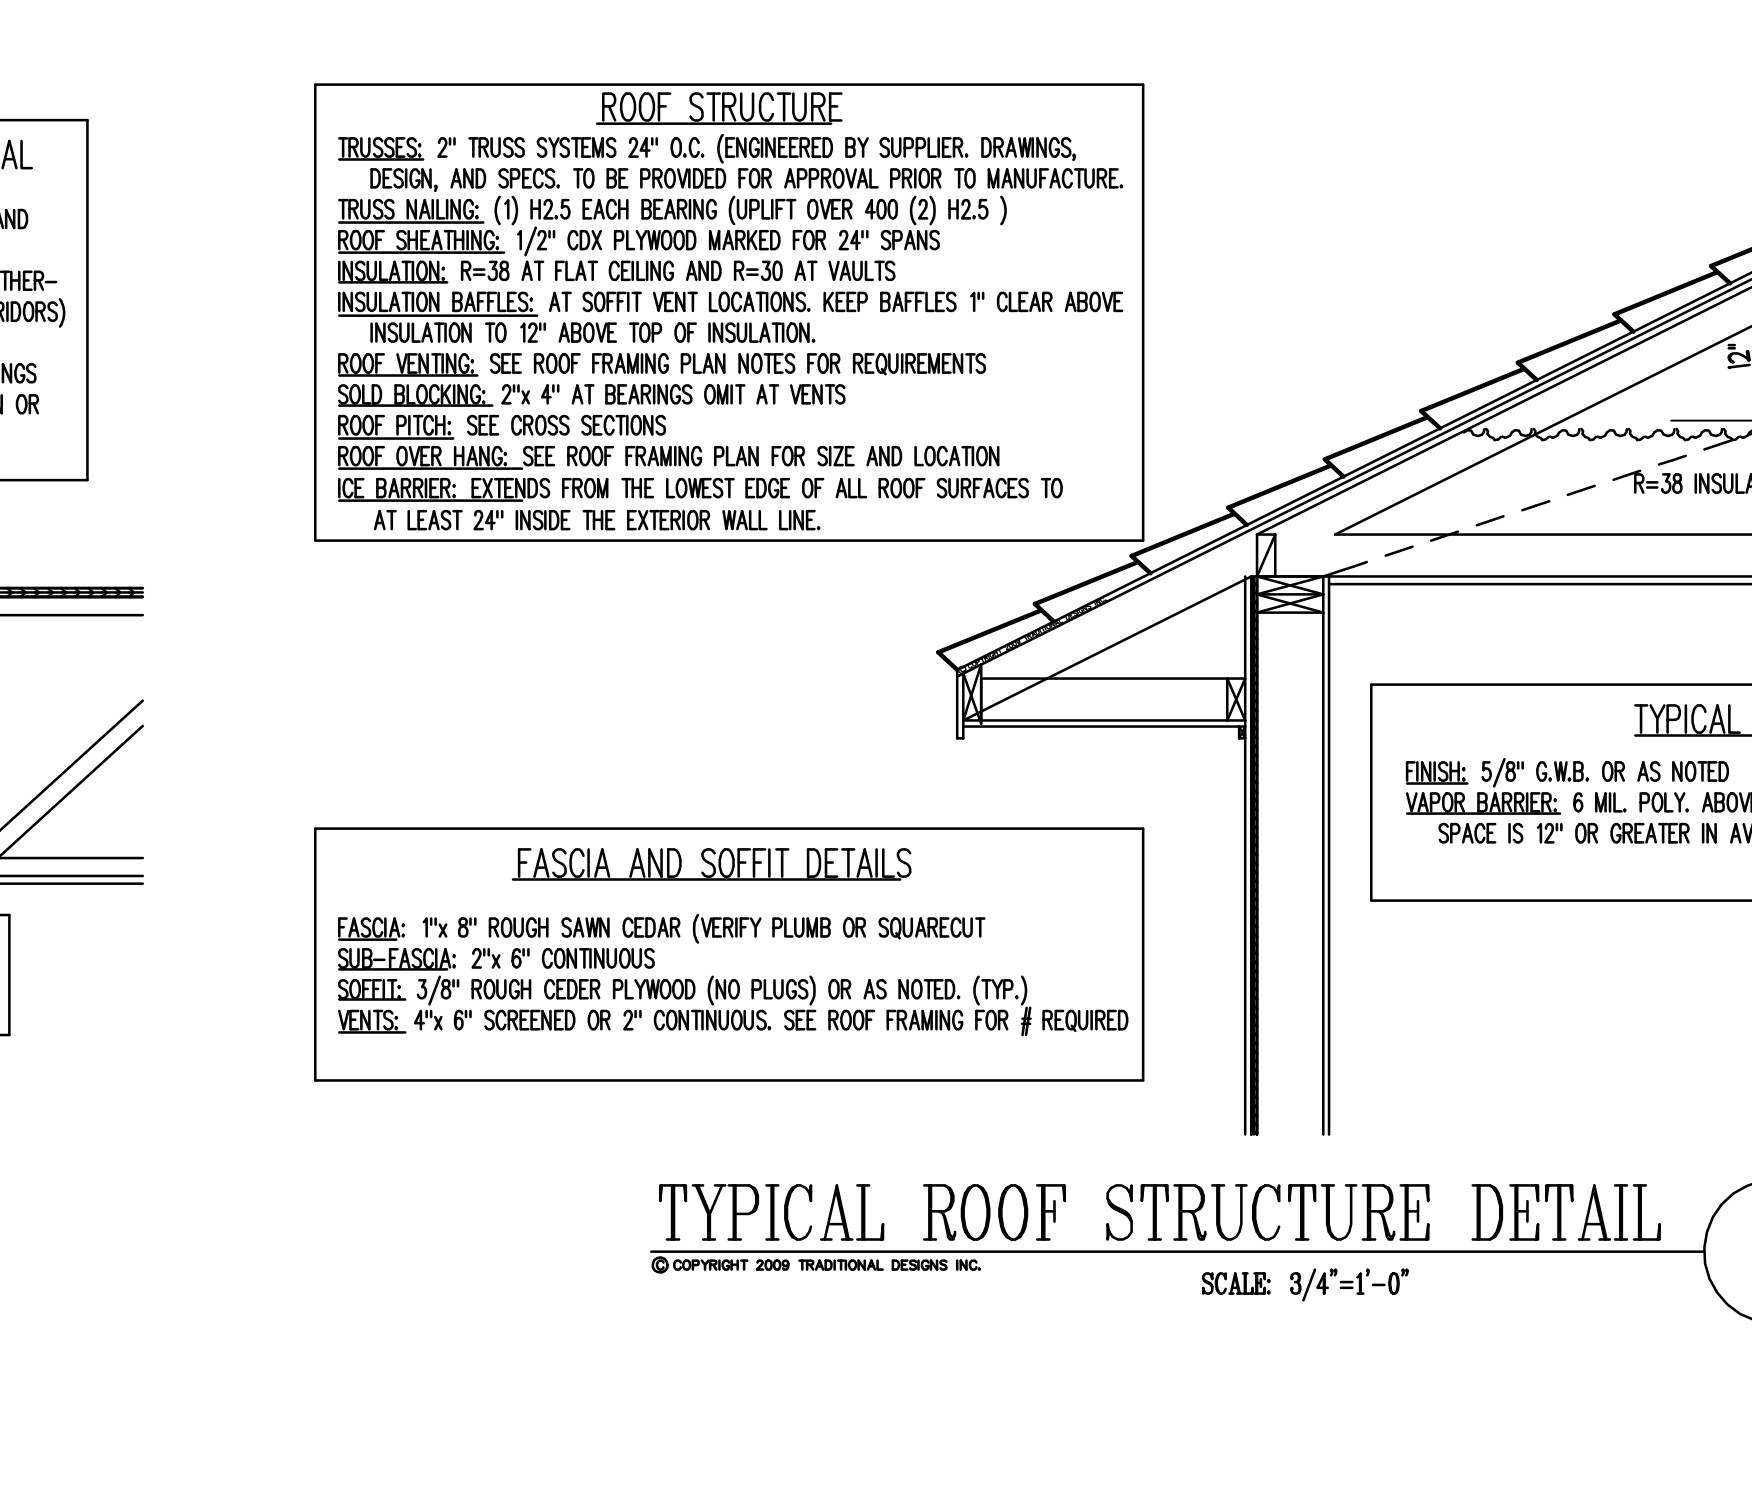 AL
AND
THER-
RIDORS)
NGS
OR
ROOF STRUCTURE
TRUSSES: 2" TRUSS SYSTEMS 24" O.C. (ENGINEERED BY SUPPLIER. DRAWINGS,
DESIGN, AND SPECS. TO BE PROVIDED FOR APPROVAL PRIOR TO MANUFACTURE.
TRUSS NAILING: (1) H2.5 EACH BEARING (UPLIFT OVER 400 (2) H2.5 )
ROOF SHEATHING: 1/2" CDX PLYWOOD MARKED FOR 24" SPANS
INSULATION: R=38 AT FLAT CEILING AND R=30 AT VAULTS
INSULATION BAFFLES: AT SOFFIT VENT LOCATIONS. KEEP BAFFLES 1" CLEAR ABOVE
INSULATION TO 12" ABOVE TOP OF INSULATION.
ROOF VENTING: SEE ROOF FRAMING PLAN NOTES FOR REQUIREMENTS
SOLD BLOCKING: 2"x 4" AT BEARINGS OMIT AT VENTS
ROOF PITCH: SEE CROSS SECTIONS
ROOF OVER HANG: SEE ROOF FRAMING PLAN FOR SIZE AND LOCATION
ICE BARRIER: EXTENDS FROM THE LOWEST EDGE OF ALL ROOF SURFACES TO
AT LEAST 24" INSIDE THE EXTERIOR WALL LINE.
12"
R=38 INSULA
(C) COPYRIGHT 2009 TRADITIONAL DESIGNS INC.
TYPICAL
FINISH: 5/8" G.W.B. OR AS NOTED
VAPOR BARRIER: 6 MIL. POLY. ABOVE
SPACE IS 12" OR GREATER IN AV
FASCIA AND SOFFIT DETAILS
FASCIA: 1"x 8" ROUGH SAWN CEDAR (VERIFY PLUMB OR SQUARECUT
SUB-FASCIA: 2"x 6" CONTINUOUS
SOFFIT: 3/8" ROUGH CEDER PLYWOOD (NO PLUGS) OR AS NOTED. (TYP.)
VENTS: 4"x 6" SCREENED OR 2" CONTINUOUS. SEE ROOF FRAMING FOR # REQUIRED
TYPICAL ROOF STRUCTURE DETAIL
© COPYRIGHT 2009 TRADITIONAL DESIGNS INC.
SCALE: 3/4"=1'-0"